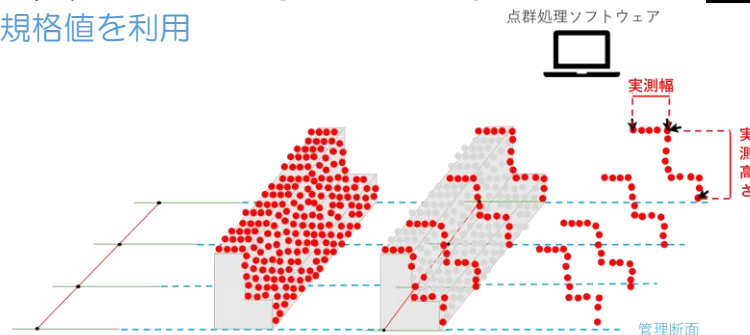 規格値を利用
点群処理ソフトウェア
実測幅
実
測
高
さ
管理断面